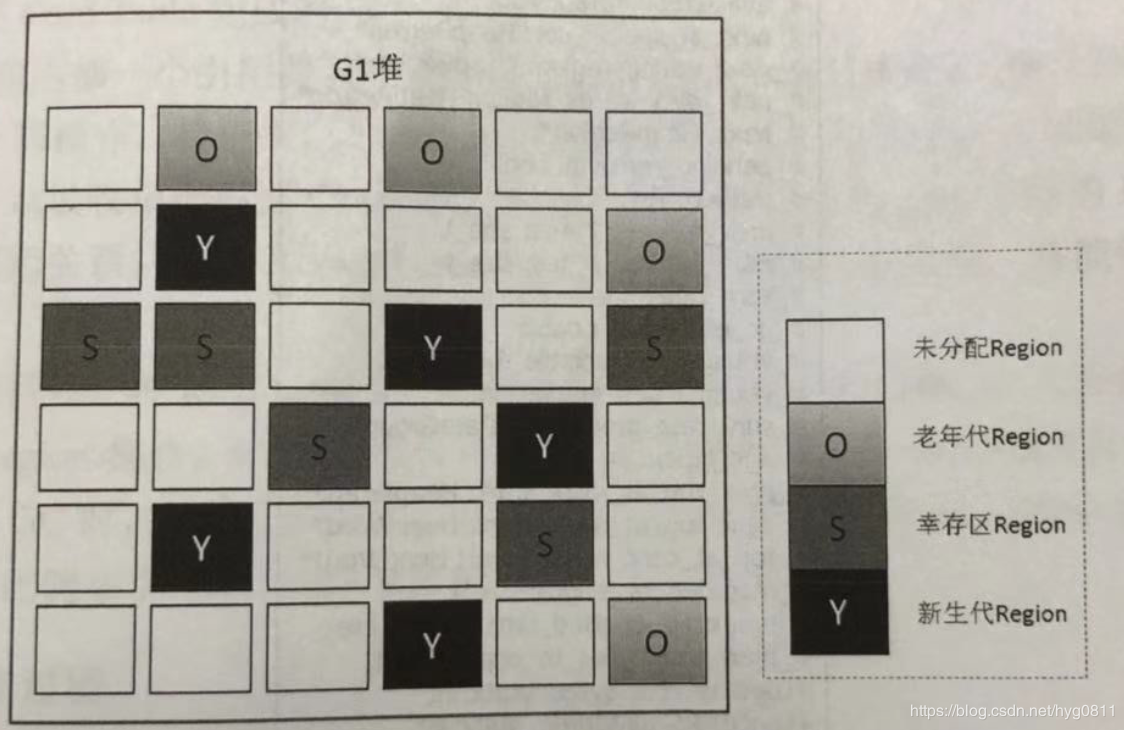 G1堆
O O
Y O
S S Y S
S Y
Y S
Y O
未分配Region
O 老年代Region
S 幸存区Region
Y 新生代Region
https://blog.csdn.net/hyg0811